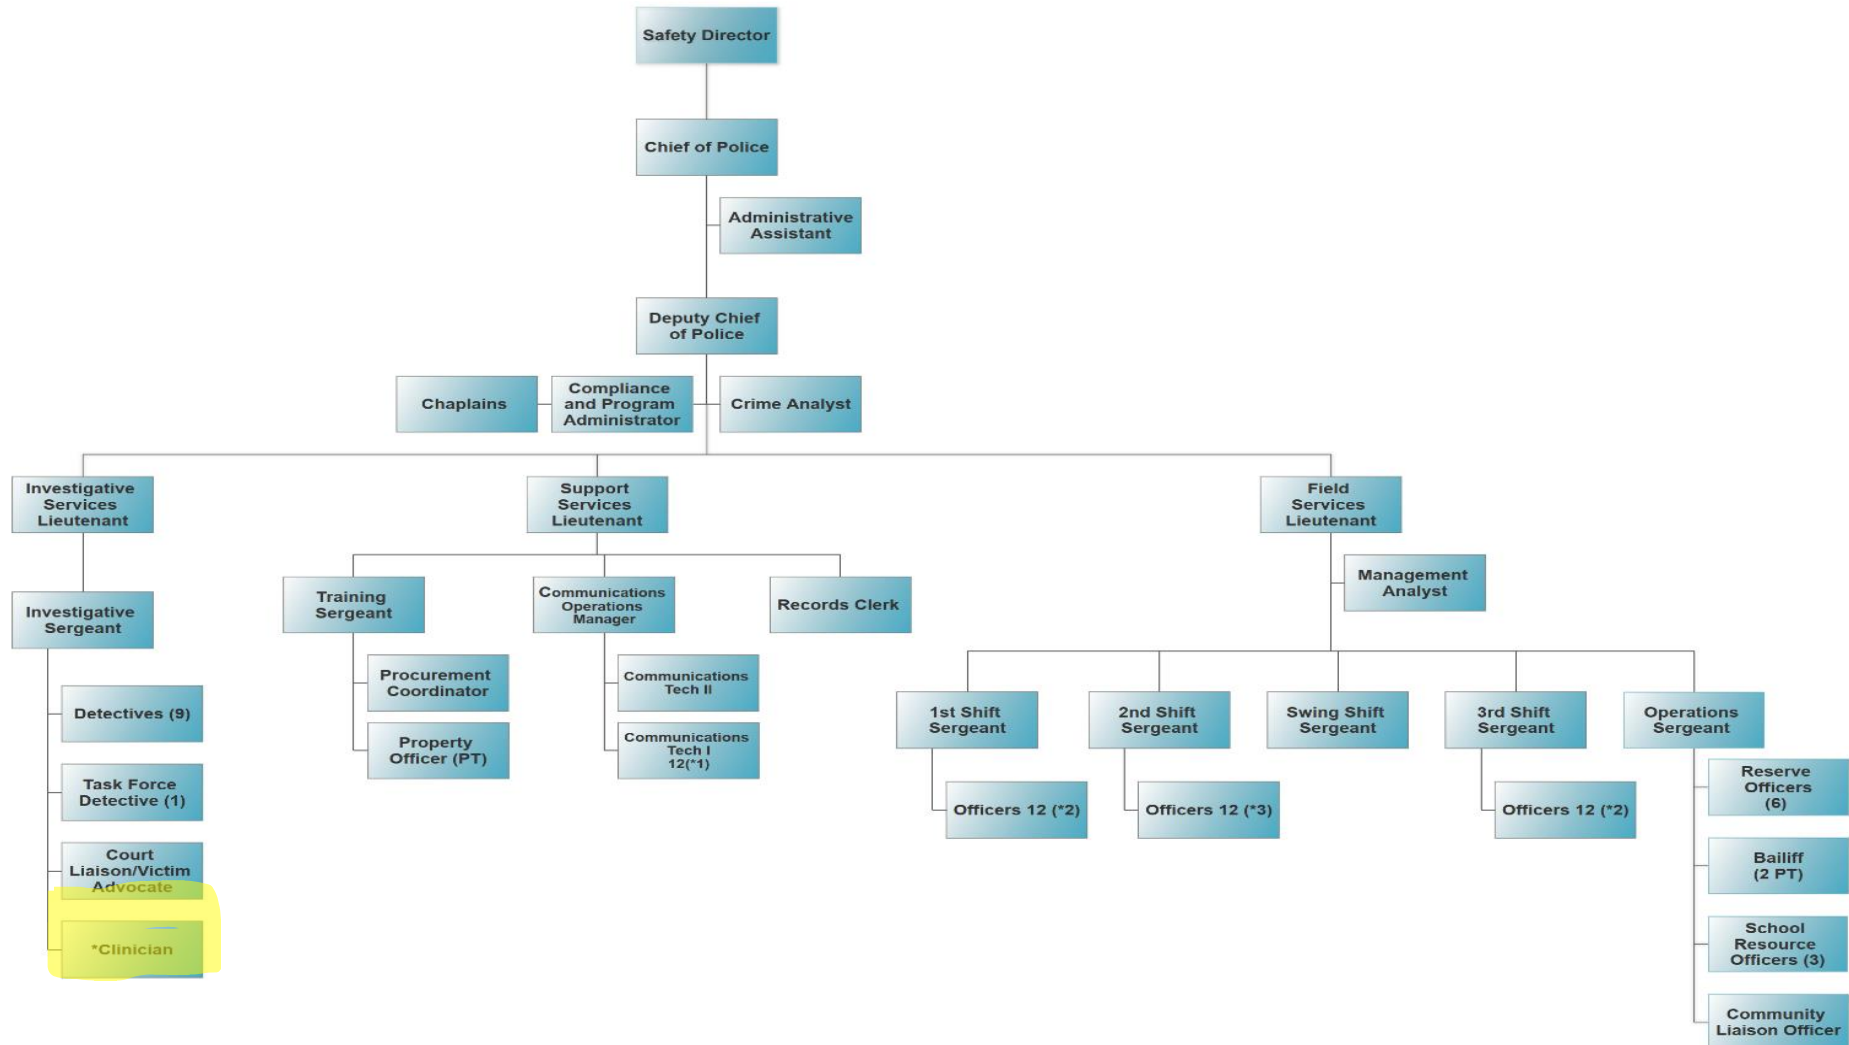 Safety Director
Chief of Police
Administrative
Assistant
Deputy Chief
of Police
Chaplains
Compliance
and Program
Administrator
Crime Analyst
Investigative
Services
Lieutenant
Support
Services
Lieutenant
Field
Services
Lieutenant
Management
Analyst
Investigative
Sergeant
Training
Sergeant
Communications
Operations
Manager
Records Clerk
Detectives (9)
Task Force
Detective (1)
Court
Liaison/Victim
Advocate
*Clinician
Procurement
Coordinator
Property
Officer (PT)
Communications
Tech II
Communications
Tech I
12(*1)
1st Shift
Sergeant
2nd Shift
Sergeant
Swing Shift
Sergeant
3rd Shift
Sergeant
Operations
Sergeant
Officers 12 (*2)
Officers 12 (*3)
Officers 12 (*2)
Reserve
Officers
(6)
Bailiff
(2 PT)
School
Resource
Officers (3)
Community
Liaison Officer